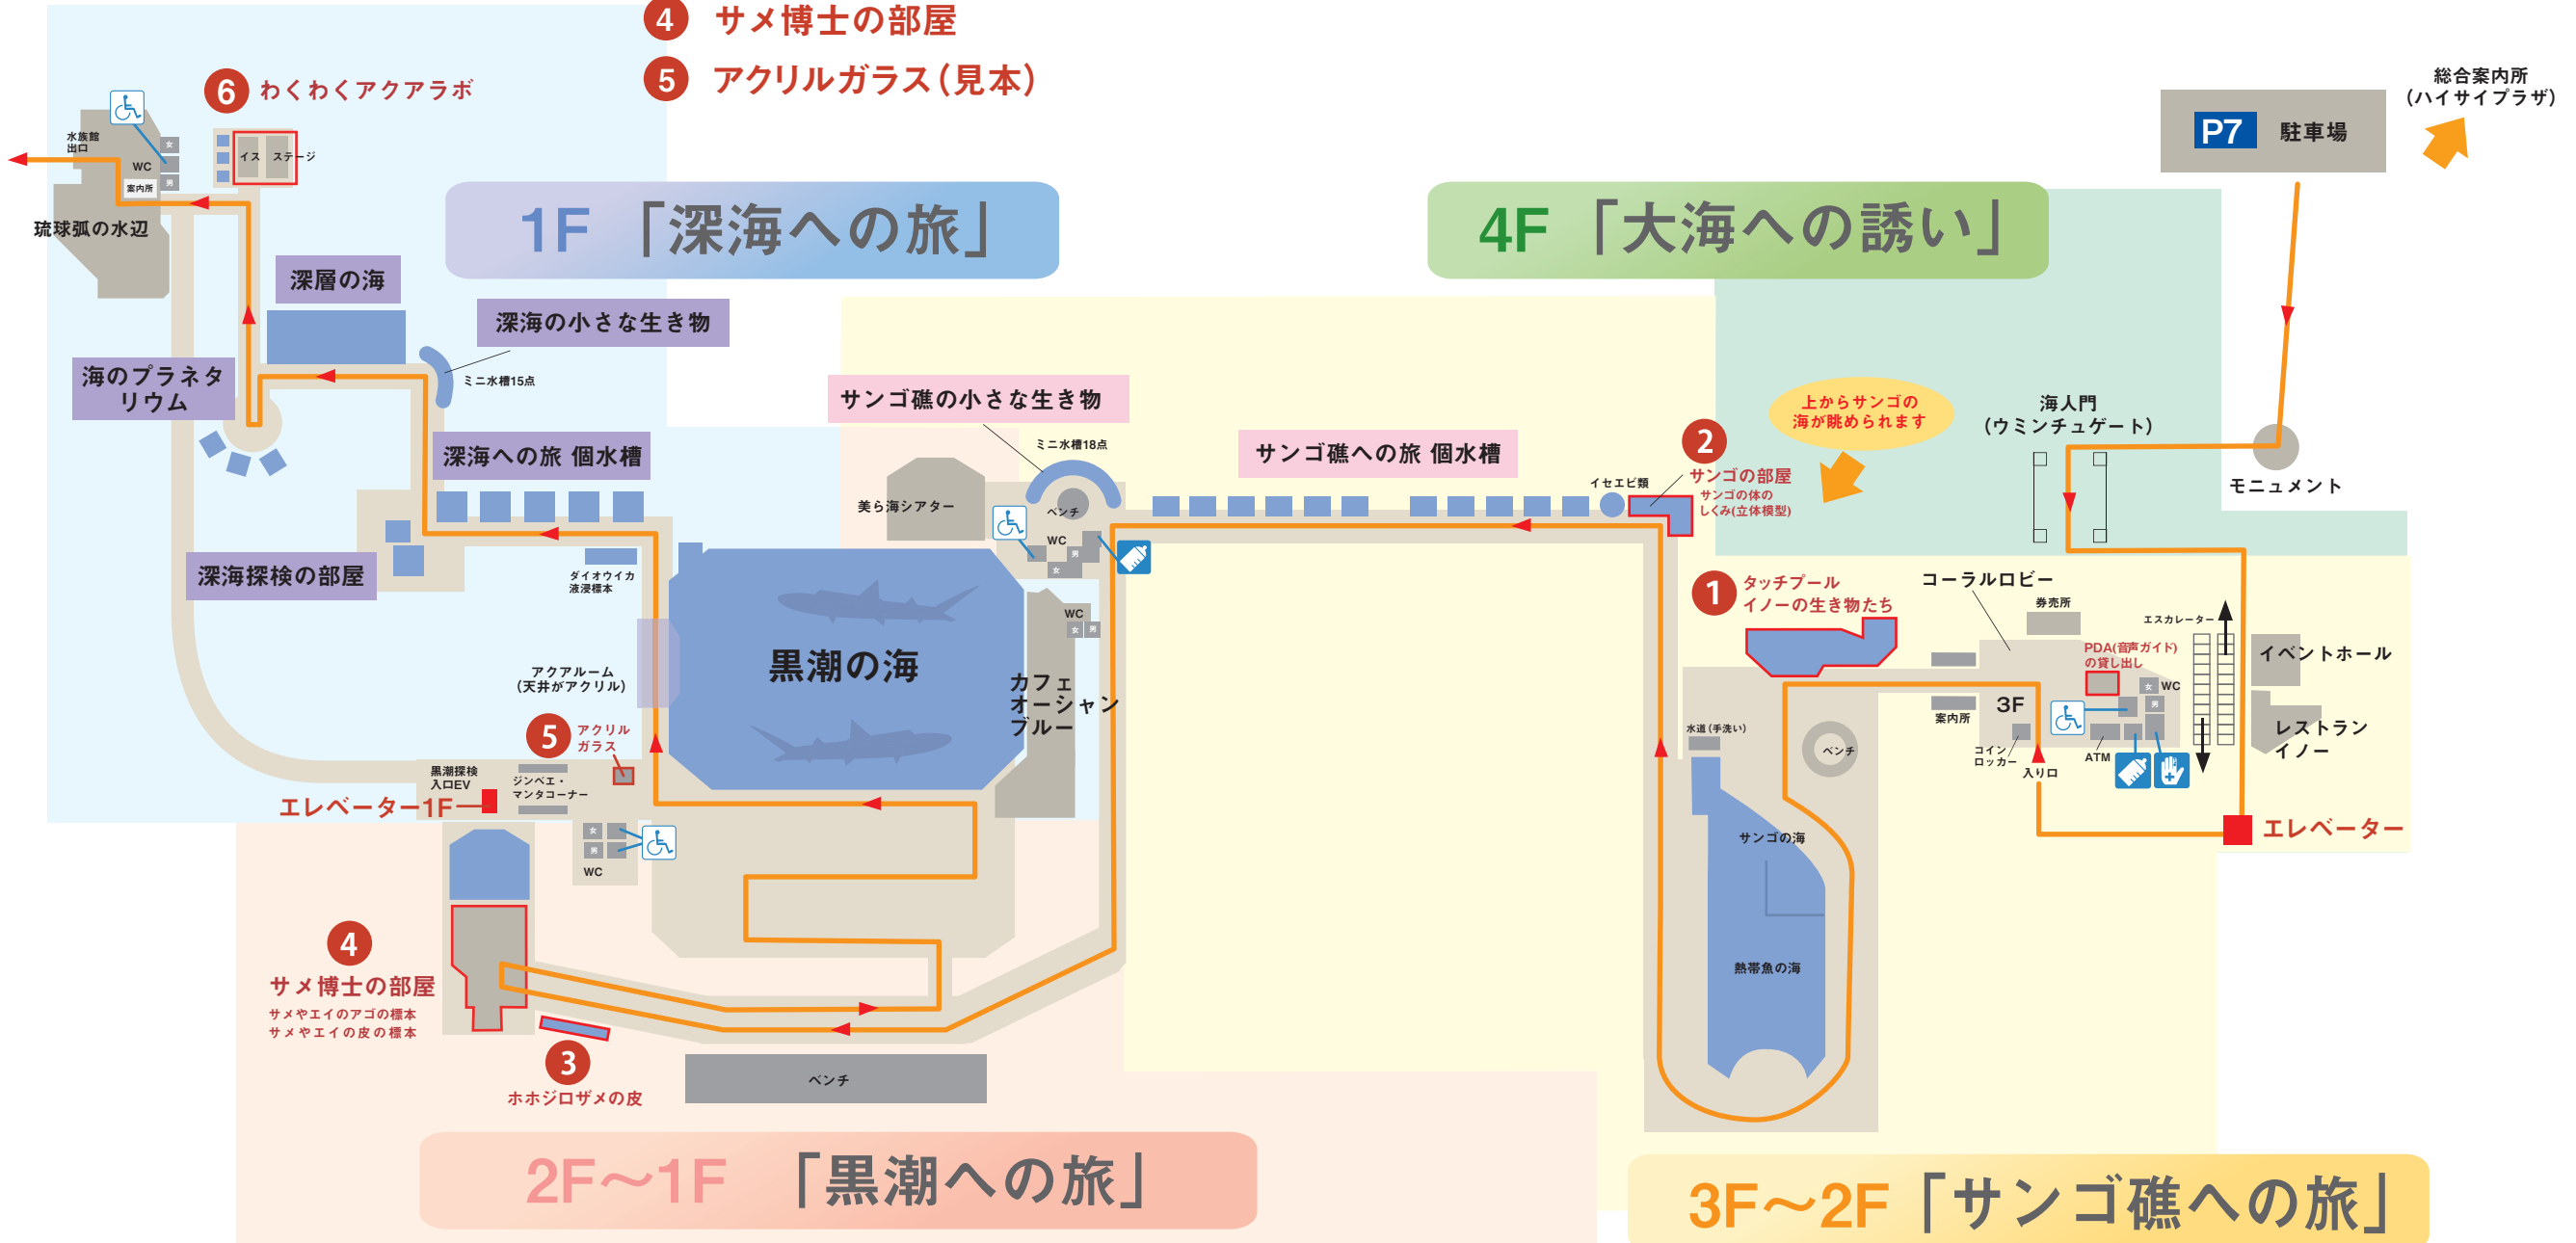 4 サメ博士の部屋
5 アクリルガラス(見本)
6 わくわくアクアラボ
水族館
出口
WC
女
男
案内所
イス
ステージ
琉球弧の水辺
1F 「深海への旅」
深層の海
深海の小さな生き物
ミニ水槽15点
海のプラネタ
リウム
深海への旅 個水槽
深海探検の部屋
ダイオウイカ
液浸標本
アクアルーム
(天井がアクリル)
5 アクリル
ガラス
黒潮探検
入口EV
ジンベエ・
マンタコーナー
エレベーター1F
女
男
WC
4
サメ博士の部屋
サメやエイのアゴの標本
サメやエイの皮の標本
3
ホホジロザメの皮
ベンチ
2F〜1F 「黒潮への旅」
黒潮の海
カフェ
オーシャン
ブルー
WC
女
男
美ら海シアター
サンゴ礁の小さな生き物
ミニ水槽18点
ベンチ
WC
男
女
サンゴ礁への旅 個水槽
イセエビ類
2
サンゴの部屋
サンゴの体の
しくみ(立体模型)
上からサンゴの
海が眺められます
4F 「大海への誘い」
P7 駐車場
総合案内所
(ハイサイプラザ)
海人門
(ウミンチュゲート)
モニュメント
1 タッチプール
イノーの生き物たち
コーラルロビー
券売所
エスカレーター
イベントホール
PDA(音声ガイド)
の貸し出し
女
WC
男
3F
案内所
コイン
ロッカー
入り口
ATM
レストラン
イノー
エレベーター
水道(手洗い)
ベンチ
サンゴの海
熱帯魚の海
3F〜2F 「サンゴ礁への旅」